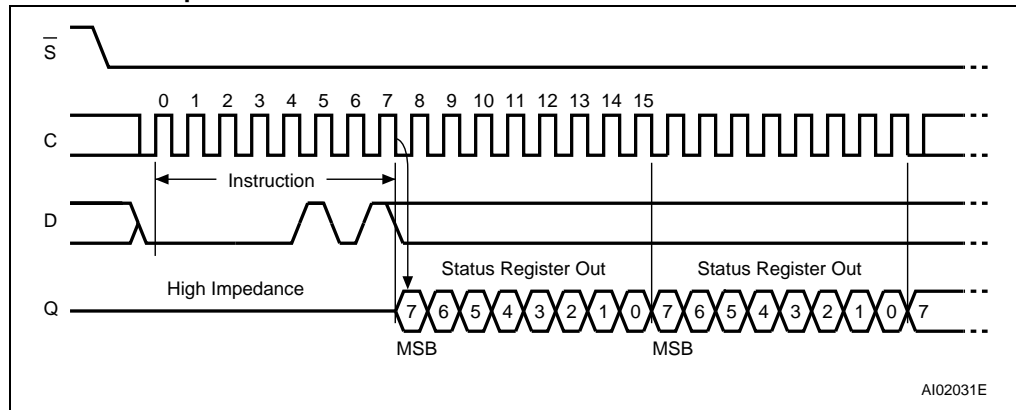 S
0 1 2 3 4 5 6 7 8 9 10 11 12 13 14 15
C
Instruction
D
Status Register Out Status Register Out
High Impedance
Q
7 6 5 4 3 2 1 0 7 6 5 4 3 2 1 0 7
MSB MSB
AI02031E